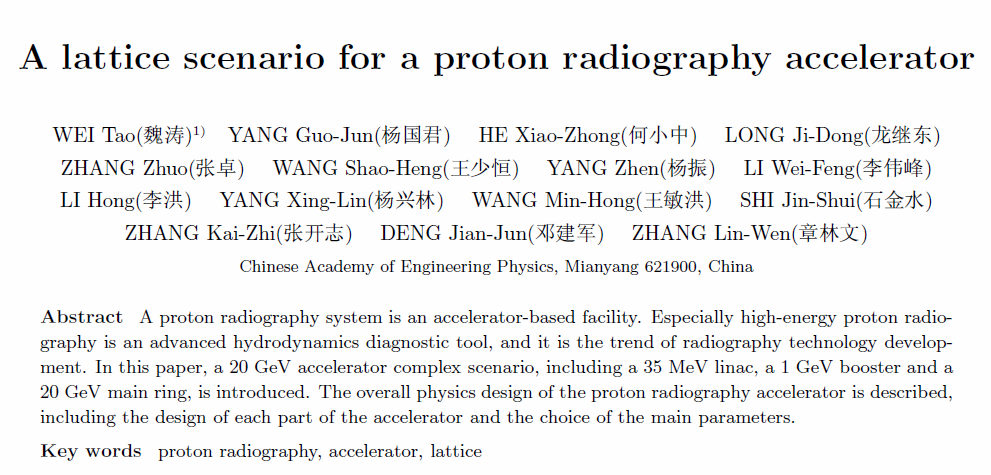 A lattice scenario for a proton radiography accelerator
WEI Tao(魏涛)1) YANG Guo-Jun(杨国君) HE Xiao-Zhong(何小中) LONG Ji-Dong(龙继东)
ZHANG Zhuo(张卓) WANG Shao-Heng(王少恒) YANG Zhen(杨振) LI Wei-Feng(李伟峰)
LI Hong(李洪) YANG Xing-Lin(杨兴林) WANG Min-Hong(王敏洪) SHI Jin-Shui(石金水)
ZHANG Kai-Zhi(张开志) DENG Jian-Jun(邓建军) ZHANG Lin-Wen(章林文)
Chinese Academy of Engineering Physics, Mianyang 621900, China
Abstract A proton radiography system is an accelerator-based facility. Especially high-energy proton radio-
graphy is an advanced hydrodynamics diagnostic tool, and it is the trend of radiography technology develop-
ment. In this paper, a 20 GeV accelerator complex scenario, including a 35 MeV linac, a 1 GeV booster and a
20 GeV main ring, is introduced. The overall physics design of the proton radiography accelerator is described,
including the design of each part of the accelerator and the choice of the main parameters.
Key words proton radiography, accelerator, lattice